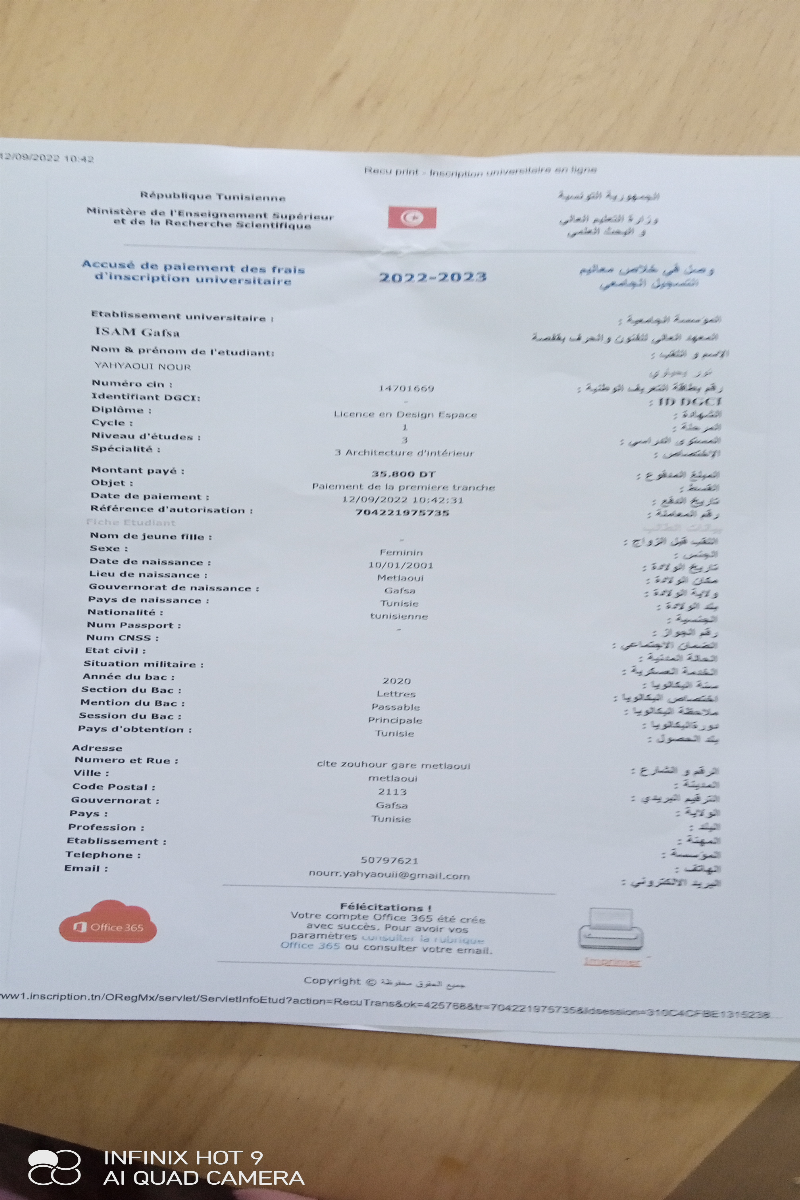 12/09/2022 10:42
Recu print - Inscription universitaire en ligne
République Tunisienne
الجمهورية التونسية
Ministère de l'Enseignement Supérieur
et de la Recherche Scientifique
وزارة التعليم العالي
و البحث العلمي
Accusé de paiement des frais
d'inscription universitaire
2022-2023
وصل في خلاص معاليم
التسجيل الجامعي
Etablissement universitaire :
المؤسسة الجامعية :
ISAM Gafsa
المعهد العالي للفنون و الحرف بقفصة
Nom & prénom de l'etudiant:
الإسم و اللقب :
YAHYAOUI NOUR
نور يحياوي
Numéro cin : 14701669 رقم بطاقة التعريف الوطنية :
Identifiant DGCI: - ID DGCI :
Diplôme : Licence en Design Espace الشهادة :
Cycle : 1 المرحلة :
Niveau d'études : 3 المستوى الدراسي :
Spécialité : 3 Architecture d'intérieur الاختصاص :
Montant payé : 35.800 DT المبلغ المدفوع :
Objet : Paiement de la premiere tranche القسط :
Date de paiement : 12/09/2022 10:42:31 تاريخ الدفع :
Référence d'autorisation : 704221975735 رقم المعاملة :
Fiche Etudiant بيانات الطالب
Nom de jeune fille : - اللقب قبل الزواج :
Sexe : Feminin الجنس :
Date de naissance : 10/01/2001 تاريخ الولادة :
Lieu de naissance : Metlaoui مكان الولادة :
Gouvernorat de naissance : Gafsa ولاية الولادة :
Pays de naissance : Tunisie بلد الولادة :
Nationalité : tunisienne الجنسية :
Num Passport : - رقم الجواز :
Num CNSS : الضمان الاجتماعي :
Etat civil : الحالة المدنية :
Situation militaire : الخدمة العسكرية :
Année du bac : 2020 سنة البكالوريا :
Section du Bac : Lettres اختصاص البكالوريا :
Mention du Bac : Passable ملاحظة البكالوريا :
Session du Bac : Principale دورة البكالوريا :
Pays d'obtention : Tunisie بلد الحصول :
Adresse
Numero et Rue : cite zouhour gare metlaoui الرقم و الشارع :
Ville : metlaoui المدينة :
Code Postal : 2113 الترقيم البريدي :
Gouvernorat : Gafsa الولاية :
Pays : Tunisie البلد :
Profession : المهنة :
Etablissement : المؤسسة :
Telephone : 50797621 الهاتف :
Email : nourr.yahyaouii@gmail.com البريد الالكتروني :
Office 365
Félécitations !
Votre compte Office 365 été crée
avec succès. Pour avoir vos
paramètres consulter la rubrique
Office 365 ou consulter votre email.
Imprimer
Copyright © جميع الحقوق محفوظة
ww1.inscription.tn/ORegMx/servlet/ServletInfoEtud?action=RecuTrans&ok=425768&tr=704221975735&idsession=310C4CFBE1315238...
INFINIX HOT 9
AI QUAD CAMERA